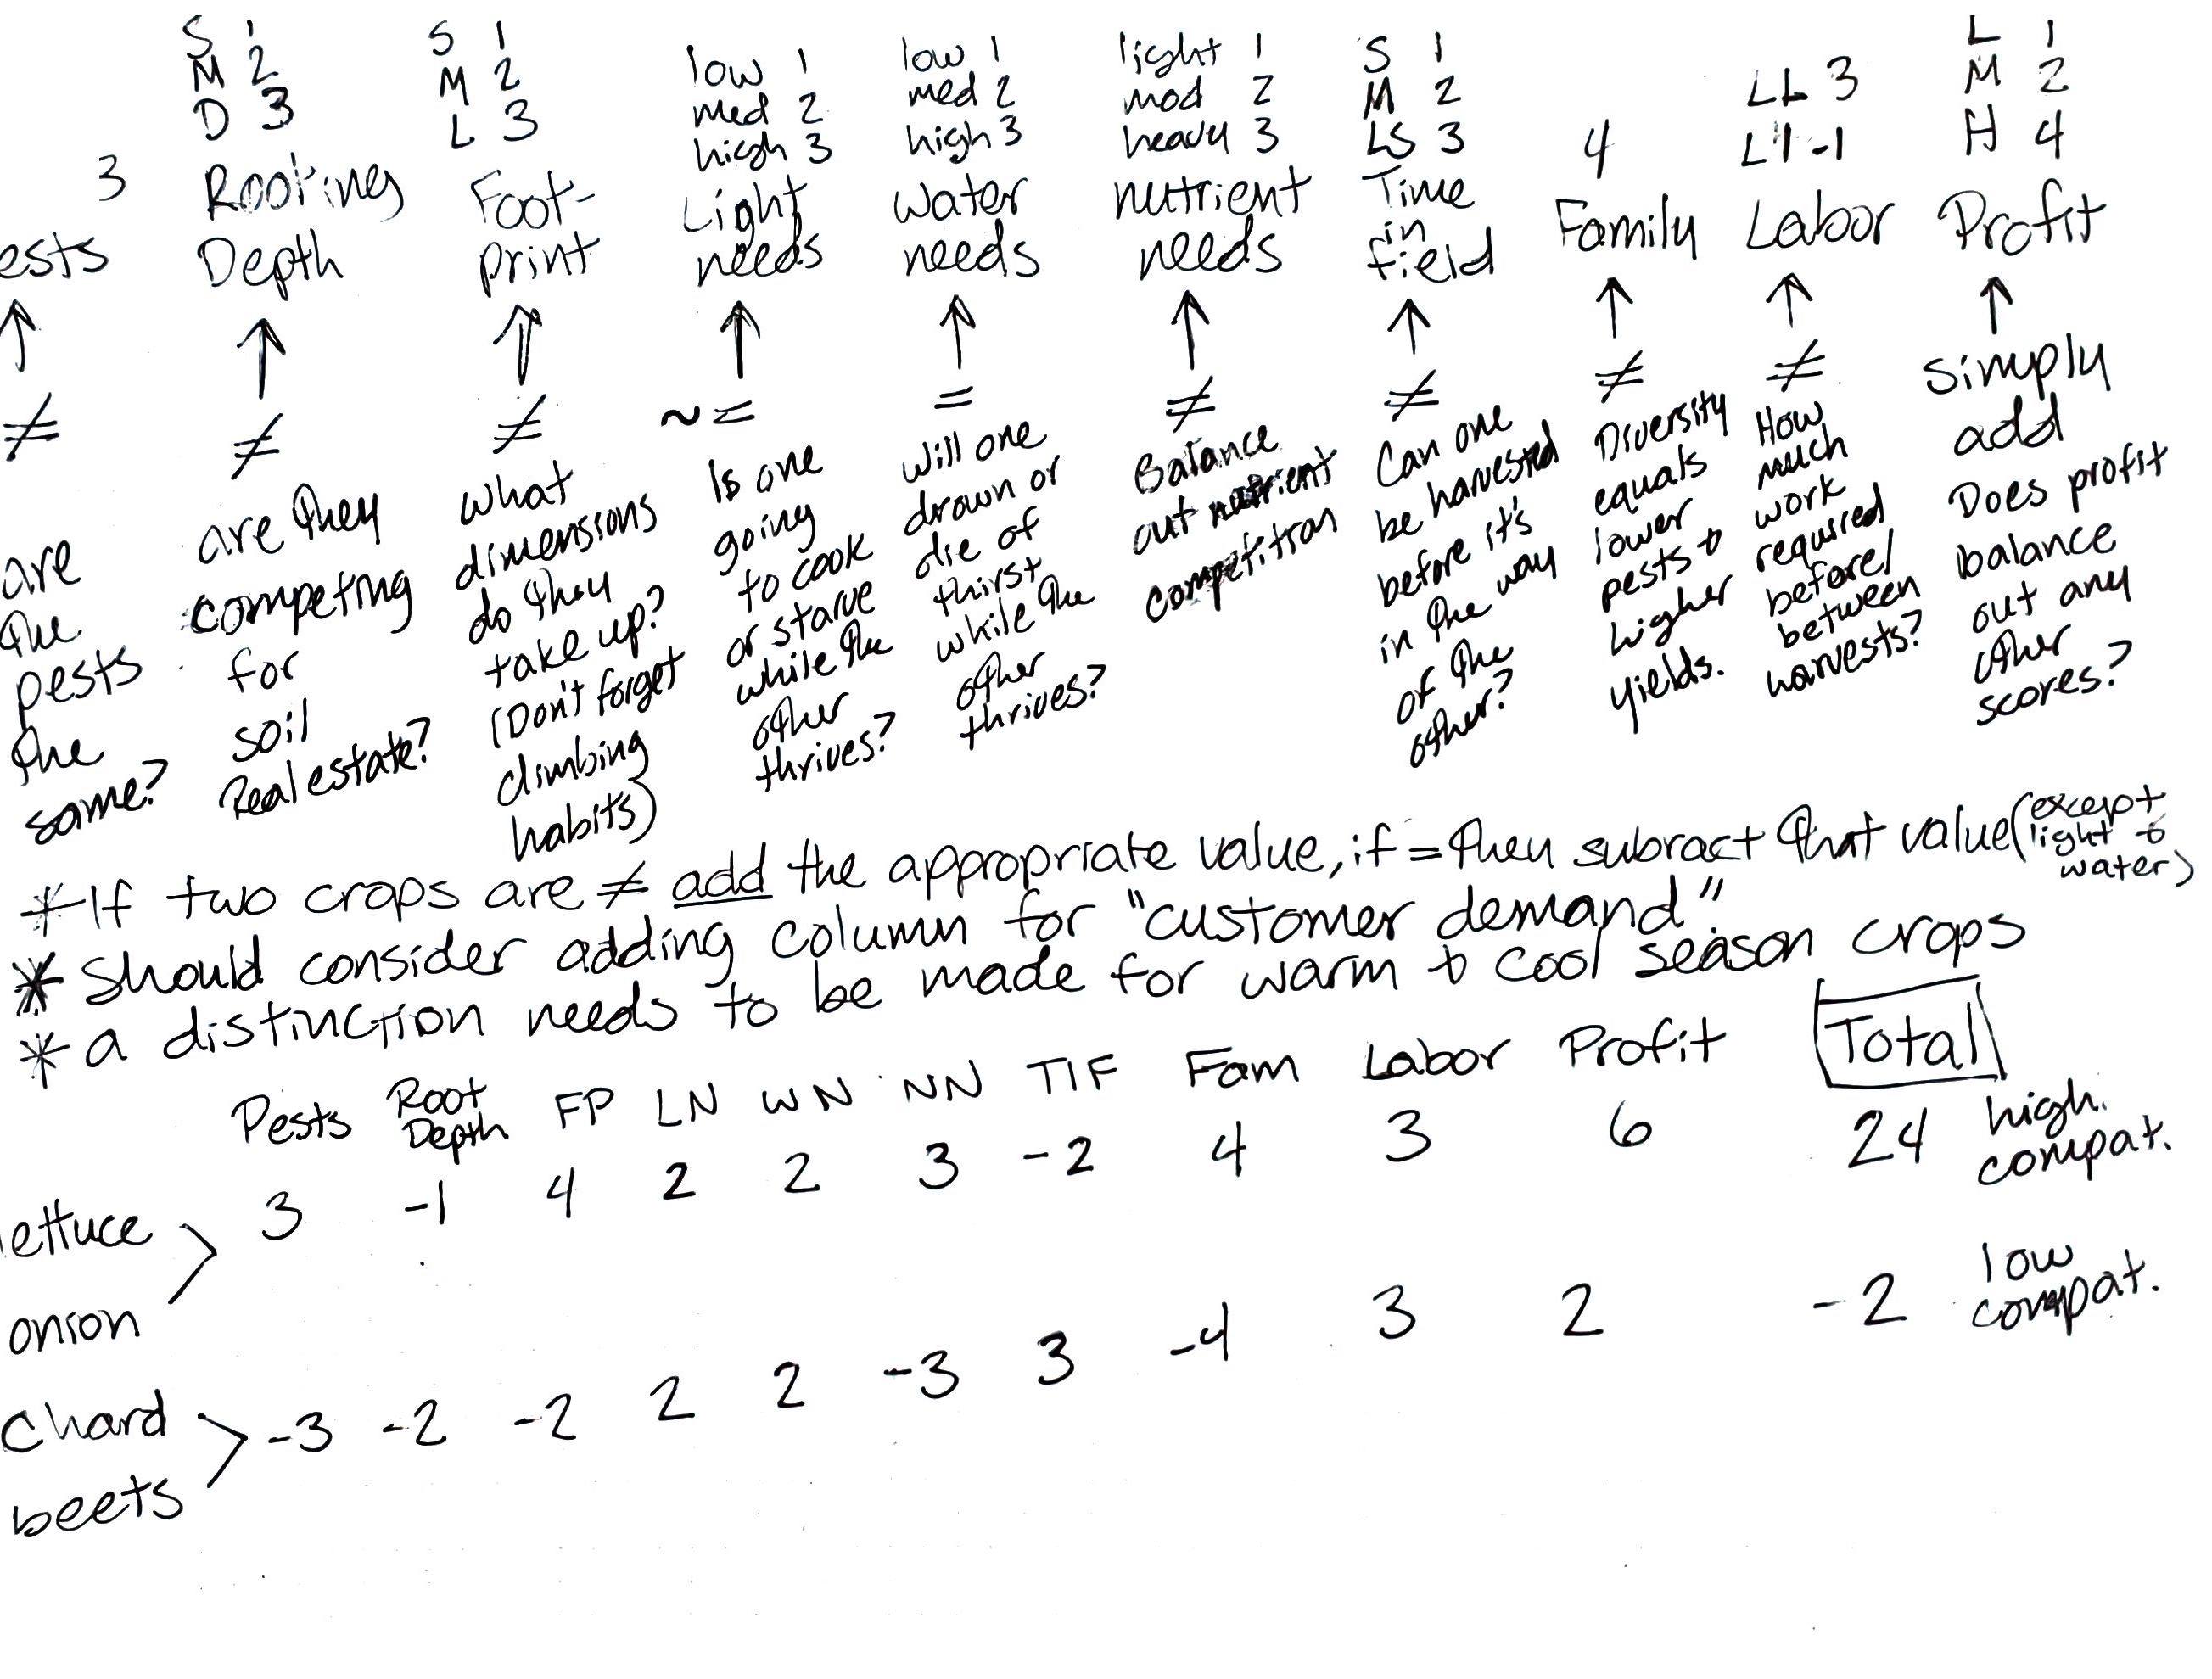 S 1
M 2
D 3
3 Rooting
ests Depth
↑
≠
are
the
pests
the
same?
↑
≠
are they
competing
for
soil
Real estate?
S 1
M 2
L 3
Foot-
print
↑
≠
what
dimensions
do they
take up?
(Don't forget
climbing
habits)
low 1
med 2
high 3
Light
needs
↑
~=
Is one
going
to cook
or starve
while the
other
thrives?
low 1
med 2
high 3
water
needs
↑
=
Will one
drown or
die of
thirst
while the
other
thrives?
light 1
mod 2
heavy 3
nutrient
needs
↑
≠
Balance
out nutrient
competition
S 1
M 2
LS 3
Time
in
field
↑
≠
Can one
be harvested
before it's
in the way
of the
other?
4
Family
↑
≠
Diversity
equals
lower
pests &
higher
yields.
LL 3
-1
Labor
↑
≠
How
much
work
required
before/
between
harvests?
L 1
M 2
H 4
Profit
↑
simply
add
Does profit
balance
out any
other
scores?
*If two crops are ≠ add the appropriate value, if = they subtract that value (except
light &
water)
* Should consider adding column for "customer demand".
* a distinction needs to be made for warm & cool season crops
Pests Root Depth FP LN WN NN TIF Fam Labor Profit Total
ettuce > 3 -1 4 2 2 3 -2 4 3 6 24 high. compat.
onion
Chard > -3 -2 -2 2 2 -3 3 -4 3 2 -2 low compat.
beets